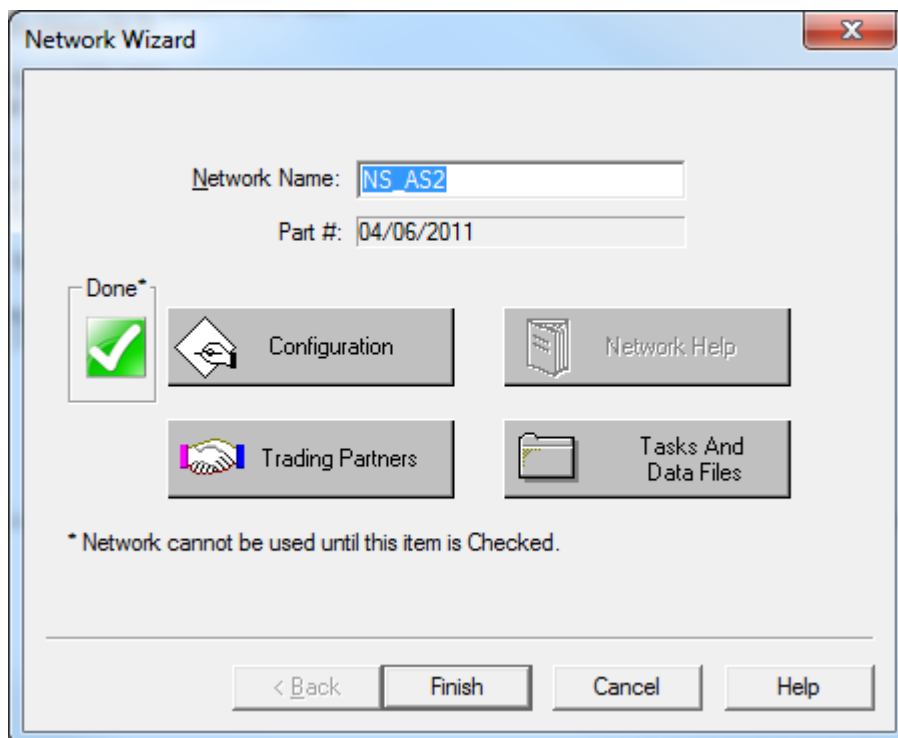 Network Wizard
Network Name: NS_AS2
Part #: 04/06/2011
Done*
Configuration
Network Help
Trading Partners
Tasks And
Data Files
* Network cannot be used until this item is Checked.
< Back
Finish
Cancel
Help